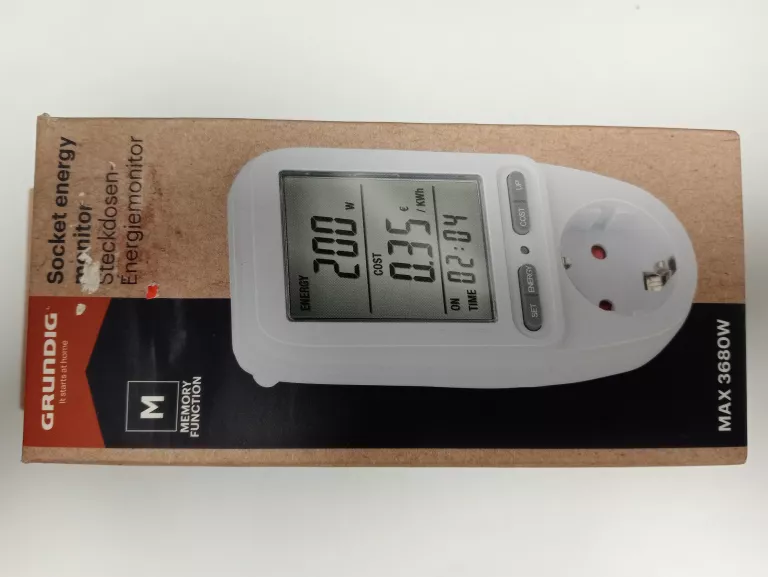 GRUNDIG
It starts at home
Socket energy
monitor
Steckdosen-
Energiemonitor
M
MEMORY
FUNCTION
ENERGY
200 W
COST
0.35 € / KWh
ON
TIME 02:04
SET ENERGY
COST UP
MAX 3680W